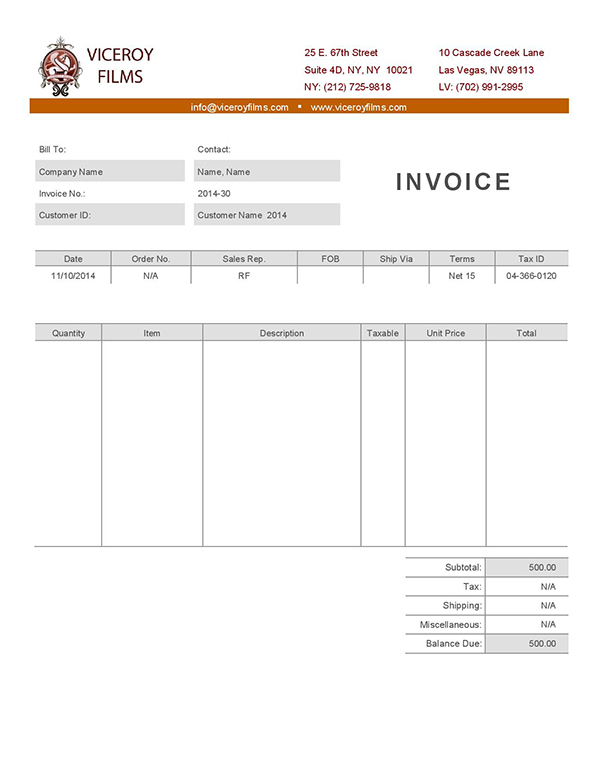 VICEROY
FILMS
25 E. 67th Street
Suite 4D, NY, NY 10021
NY: (212) 725-9818
10 Cascade Creek Lane
Las Vegas, NV 89113
LV: (702) 991-2995
info@viceroyfilms.com ▪ www.viceroyfilms.com
Bill To: Contact:
Company Name Name, Name
Invoice No.: 2014-30
Customer ID: Customer Name 2014
INVOICE
Date Order No. Sales Rep. FOB Ship Via Terms Tax ID
11/10/2014 N/A RF Net 15 04-366-0120
Quantity Item Description Taxable Unit Price Total
Subtotal: 500.00
Tax: N/A
Shipping: N/A
Miscellaneous: N/A
Balance Due: 500.00